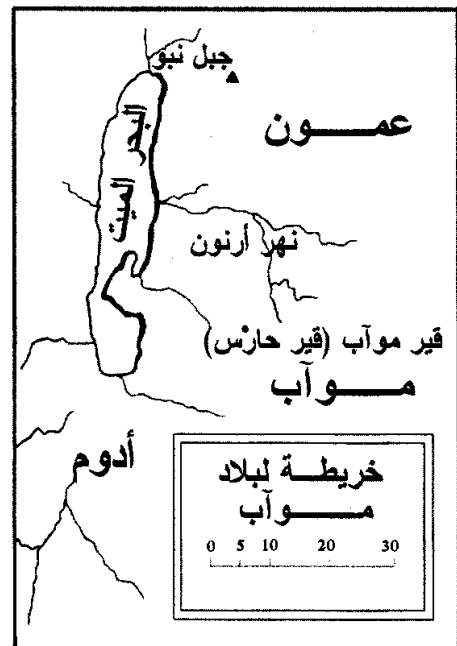 جبل نبو
البحر الميت
عمـــون
نهر أرنون
قير موآب (قير حارس)
مـــوآب
أدوم
خريطـة لبلاد
مـــوآب
0 5 10 20 30